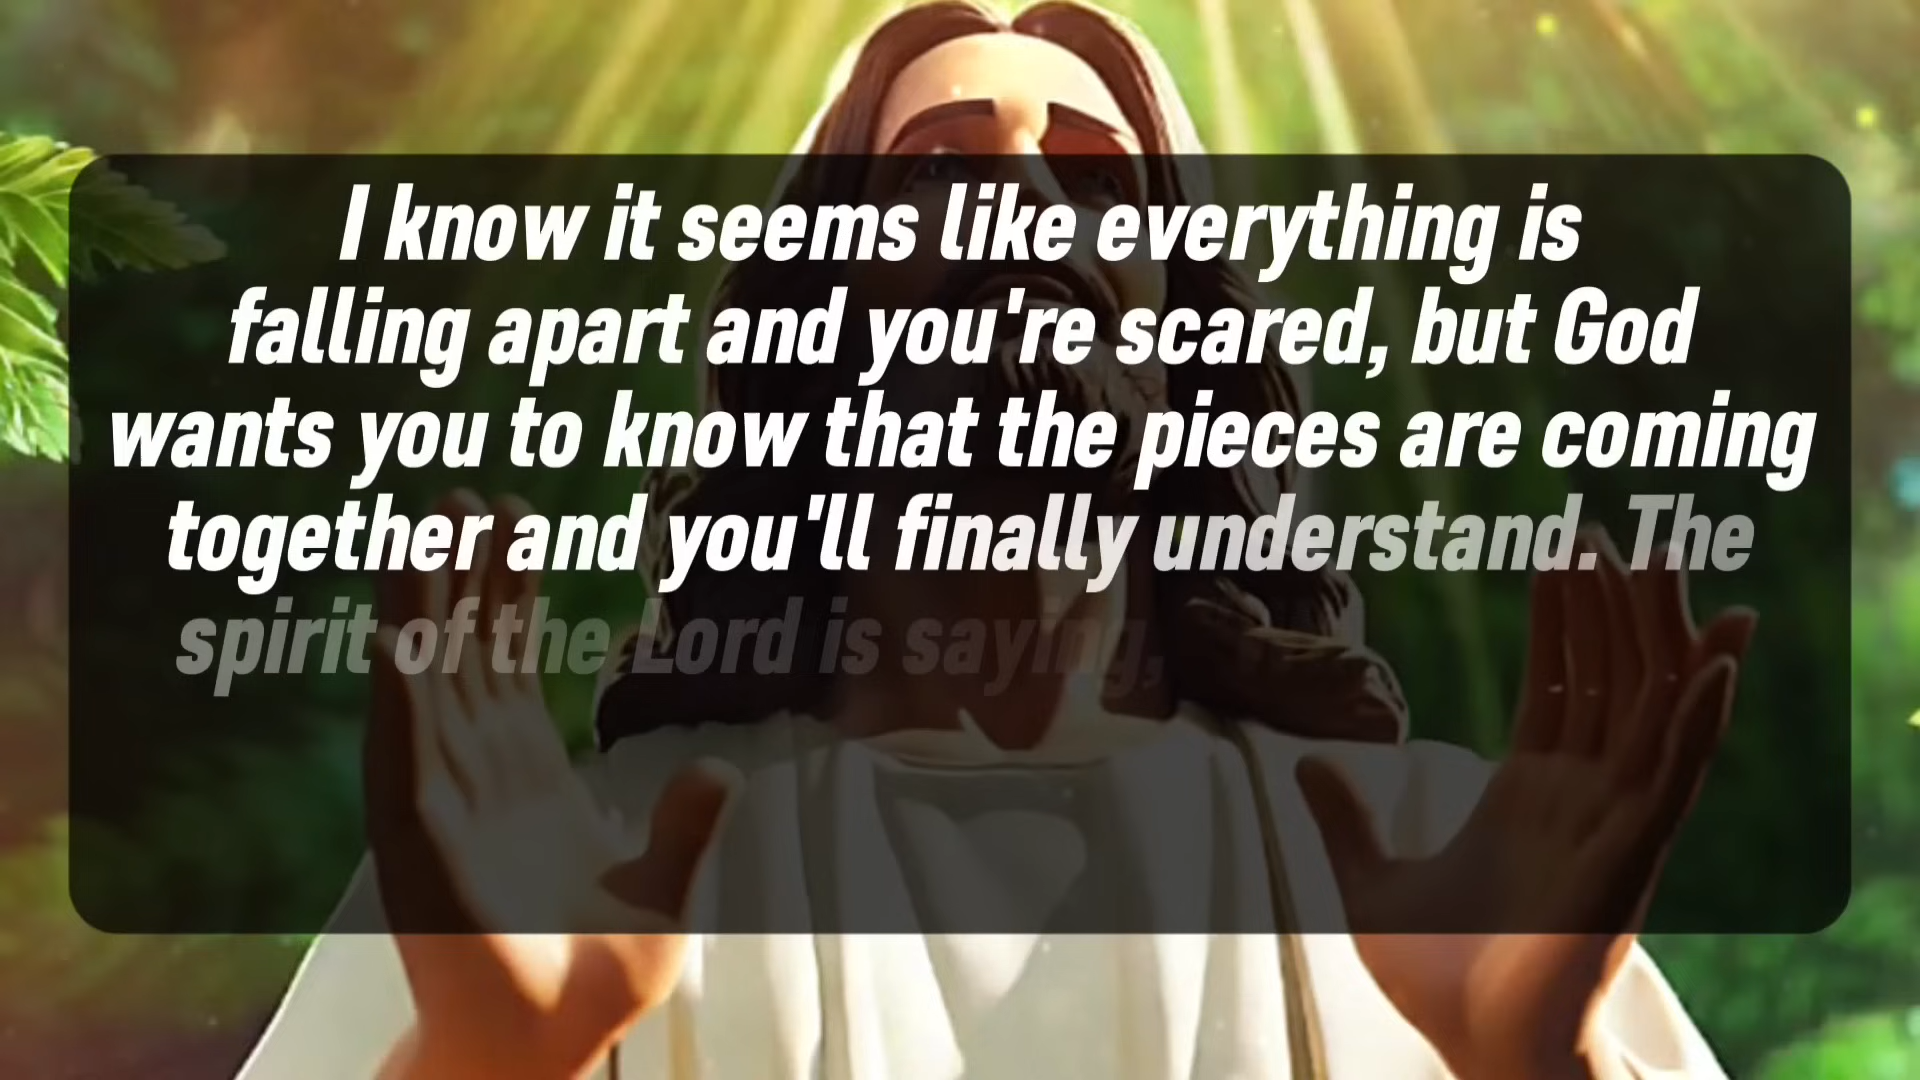 I know it seems like everything is
falling apart and you're scared, but God
wants you to know that the pieces are coming
together and you'll finally understand. The
spirit of the Lord is saying,